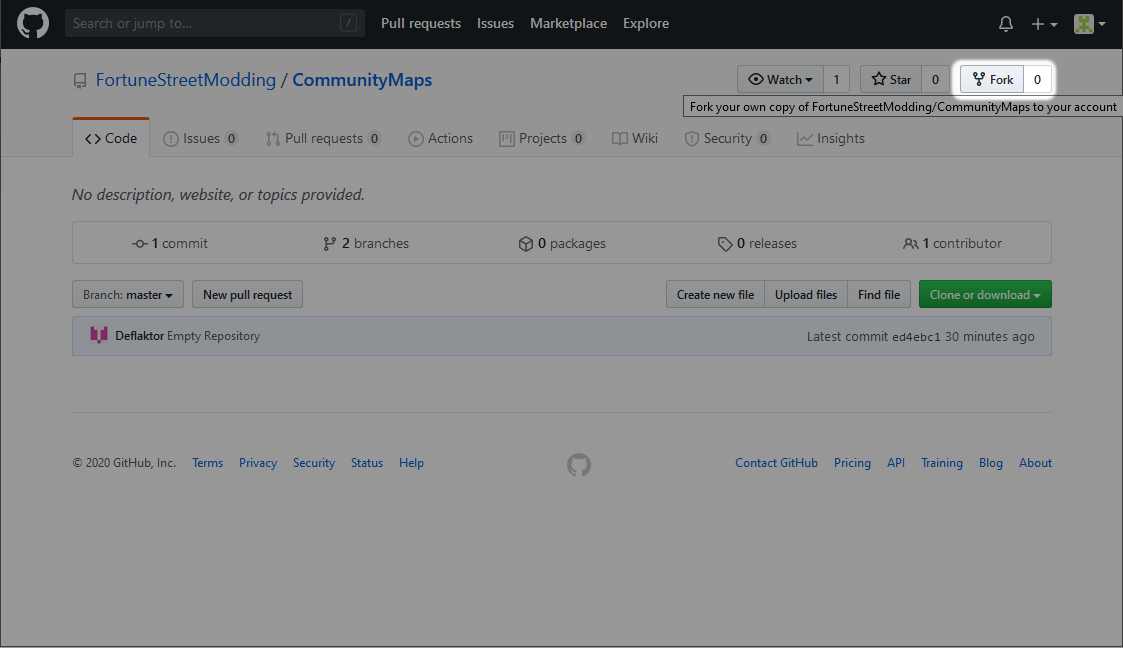 Search or jump to... / Pull requests Issues Marketplace Explore
FortuneStreetModding / CommunityMaps Watch 1 Star 0 Fork 0
Fork your own copy of FortuneStreetModding/CommunityMaps to your account
<> Code Issues 0 Pull requests 0 Actions Projects 0 Wiki Security 0 Insights
No description, website, or topics provided.
1 commit 2 branches 0 packages 0 releases 1 contributor
Branch: master New pull request Create new file Upload files Find file Clone or download
Deflaktor Empty Repository Latest commit ed4ebc1 30 minutes ago
© 2020 GitHub, Inc. Terms Privacy Security Status Help Contact GitHub Pricing API Training Blog About